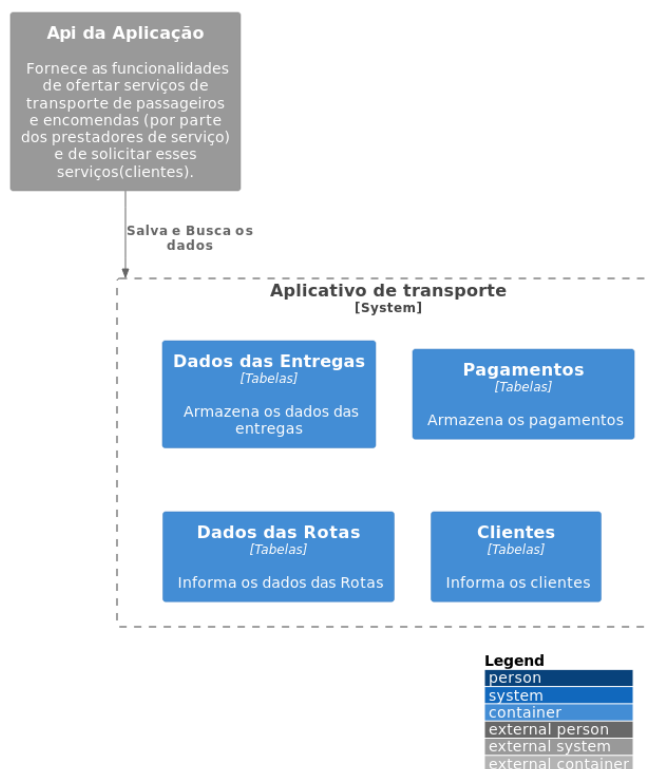 Api da Aplicação
Fornece as funcionalidades
de ofertar serviços de
transporte de passageiros
e encomendas (por parte
dos prestadores de serviço)
e de solicitar esses
serviços(clientes).
Salva e Busca os
dados
Aplicativo de transporte
[System]
Dados das Entregas
[Tabelas]
Armazena os dados das
entregas
Pagamentos
[Tabelas]
Armazena os pagamentos
Dados das Rotas
[Tabelas]
Informa os dados das Rotas
Clientes
[Tabelas]
Informa os clientes
Legend
person
system
container
external person
external system
external container